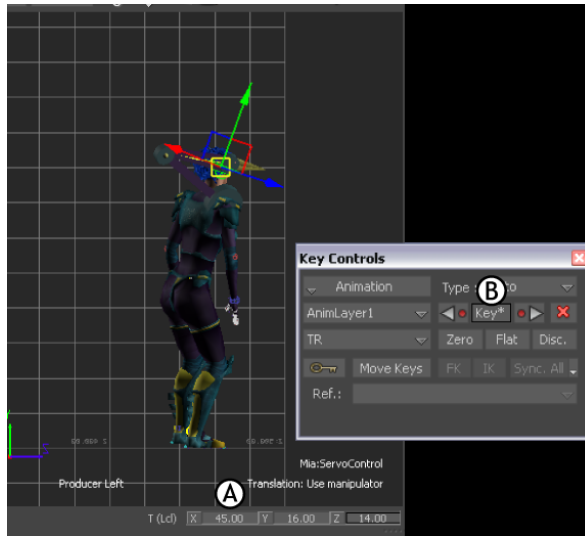 Key Controls
Animation
Type :
AnimLayer1
B
Key*
TR
Zero Flat Disc.
Move Keys FK IK Sync. All
Ref.:
Mia:ServoControl
Producer Left
Translation: Use manipulator
A
T (Lcl) X 45.00 Y 16.00 Z 14.00